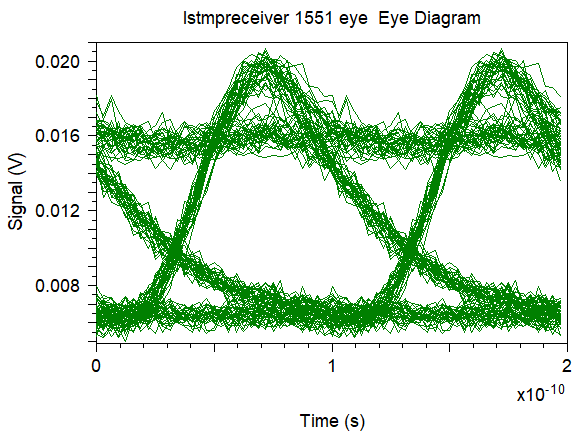 lstmpreceiver 1551 eye  Eye Diagram
0.020
0.016
0.012
0.008
Signal (V)
0
1
2
x10-10
Time (s)